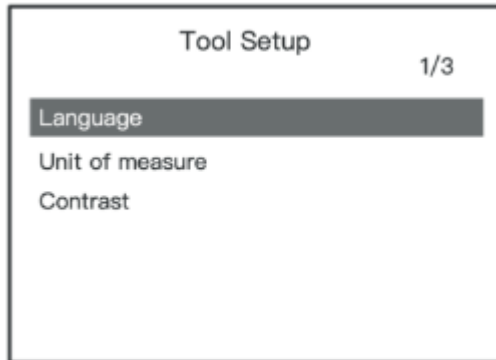 Tool Setup
1/3
Language
Unit of measure
Contrast